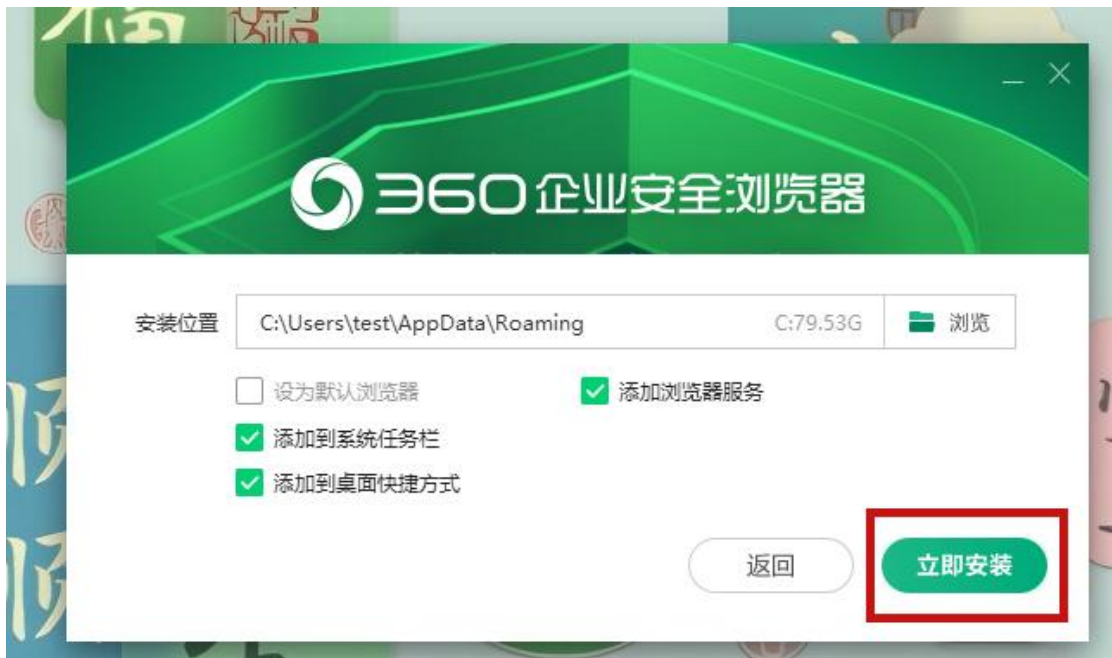 福
360企业安全浏览器
安装位置 C:\Users\test\AppData\Roaming C:79.53G 浏览
设为默认浏览器 添加浏览器服务
添加到系统任务栏
添加到桌面快捷方式
顺
返回 立即安装
顺